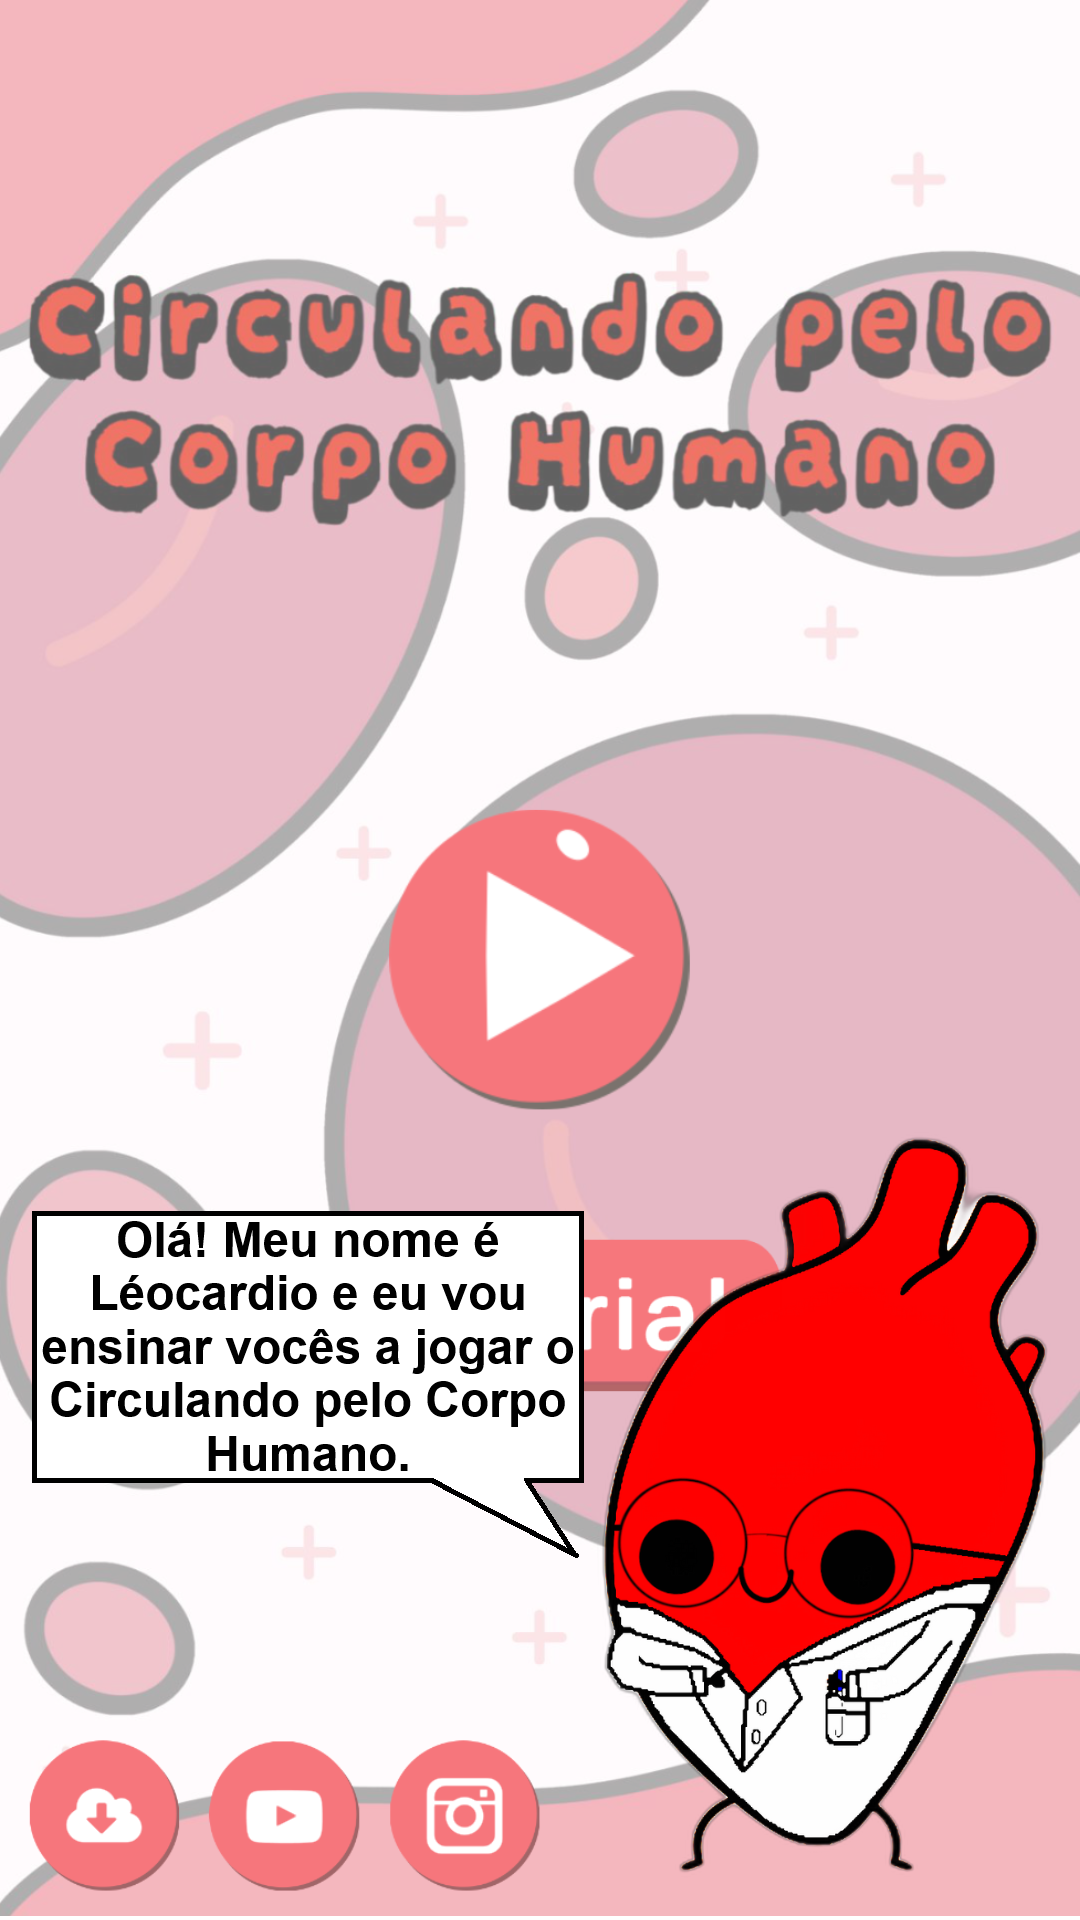 Circulando pelo
Corpo Humano
Olá! Meu nome é
Léocardio e eu vou
ensinar vocês a jogar o
Circulando pelo Corpo
Humano.